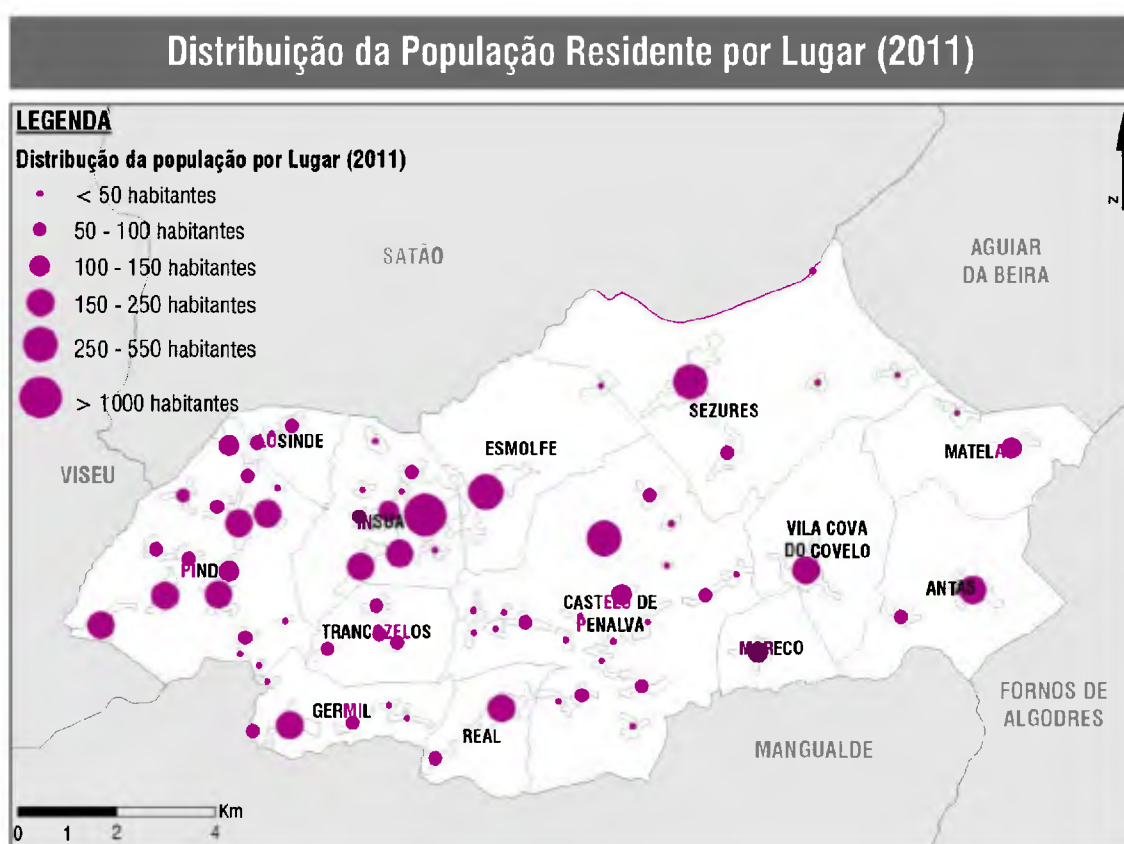 Distribuição da População Residente por Lugar (2011)
LEGENDA
Distribução da população por Lugar (2011)
< 50 habitantes
50 - 100 habitantes
100 - 150 habitantes
150 - 250 habitantes
250 - 550 habitantes
> 1000 habitantes
Z
SATÃO
AGUIAR
DA BEIRA
SEZURES
LUSINDE
ESMOLFE
MATELA
VISEU
INSUA
VILA COVA
DO COVELO
PINDO
ANTAS
CASTELO DE
PENALVA
TRANCOZELOS
MARECO
FORNOS DE
ALGODRES
GERMIL
REAL
MANGUALDE
Km
0 1 2 4